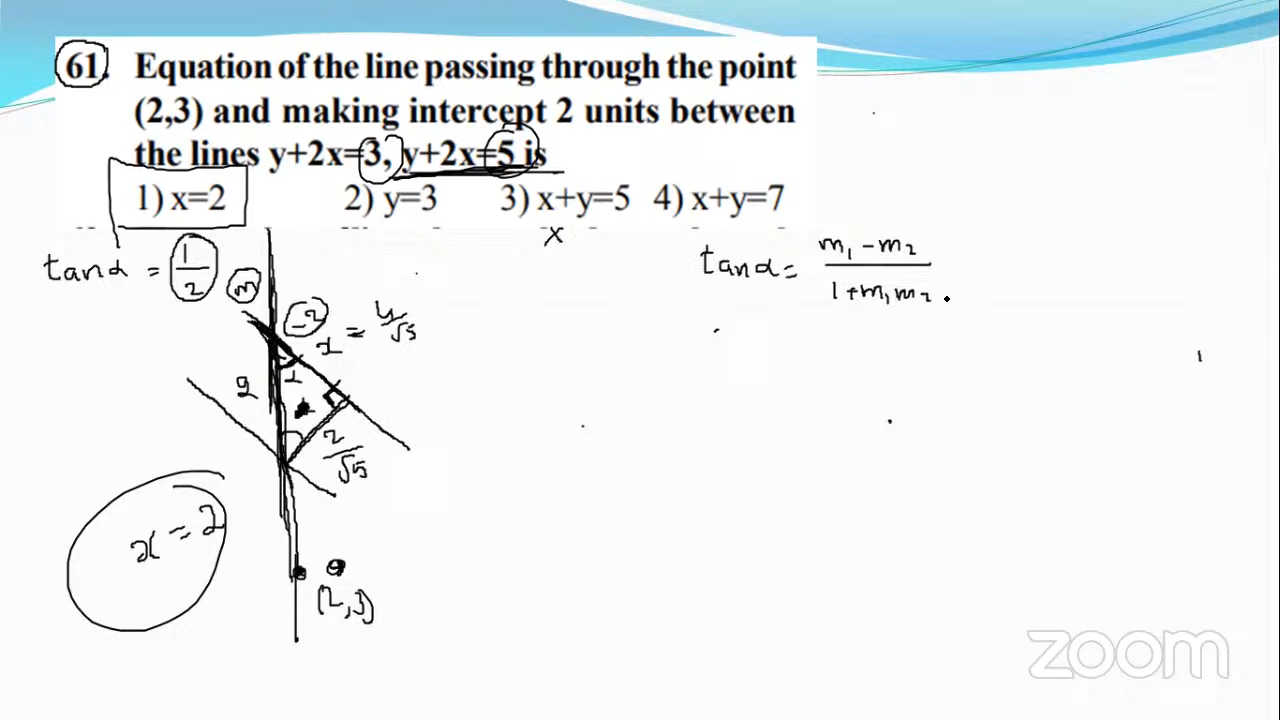 61. Equation of the line passing through the point
(2,3) and making intercept 2 units between
the lines y+2x=3, y+2x=5 is
1) x=2 2) y=3 3) x+y=5 4) x+y=7
x
tanα = 1/2
m
tanα = m1 - m2 / 1 + m1 m2
-2
x = 4/√5
2
α
2/√5
x = 2
(2,3)
zoom